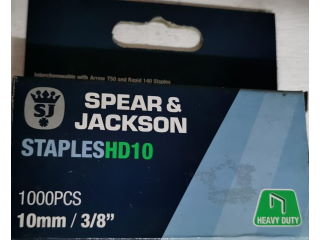 Interchangeable with Arrow T50 and Rapid 140 Staples
SJ
SPEAR &
JACKSON
STAPLESHD10
1000PCS
10mm / 3/8"
HEAVY DUTY